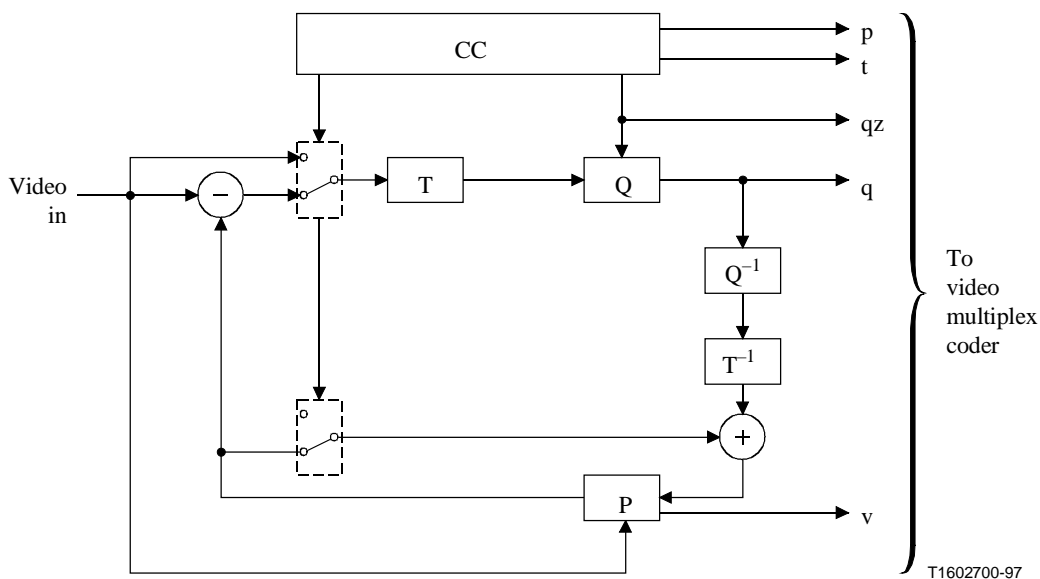 CC
p
t
qz
Video
in
−
T
Q
q
Q–1
To
video
multiplex
coder
T–1
+
P
v
T1602700-97